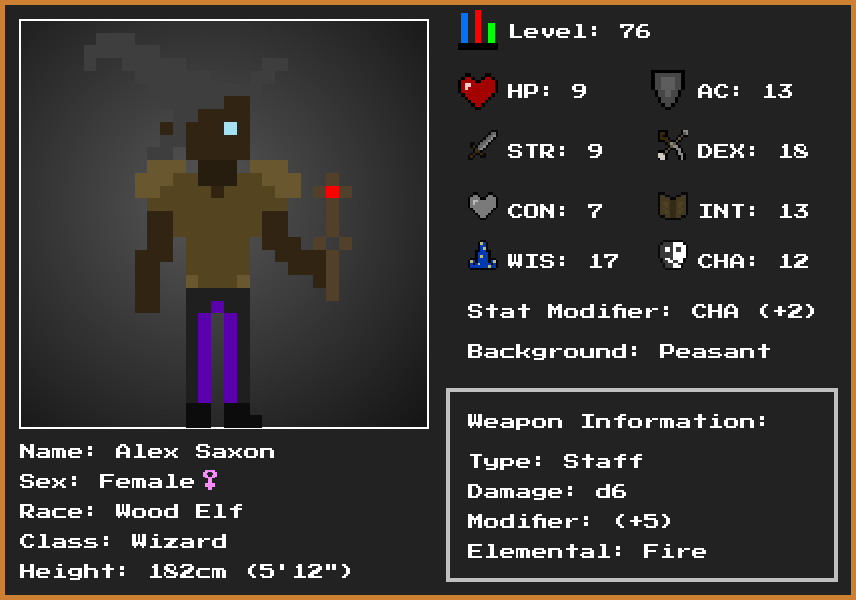 Level: 76
HP: 9
AC: 13
STR: 9
DEX: 18
CON: 7
INT: 13
WIS: 17
CHA: 12
Stat Modifier: CHA (+2)
Background: Peasant
Weapon Information:
Type: Staff
Damage: d6
Modifier: (+5)
Elemental: Fire
Name: Alex Saxon
Sex: Female♀
Race: Wood Elf
Class: Wizard
Height: 182cm (5'12")